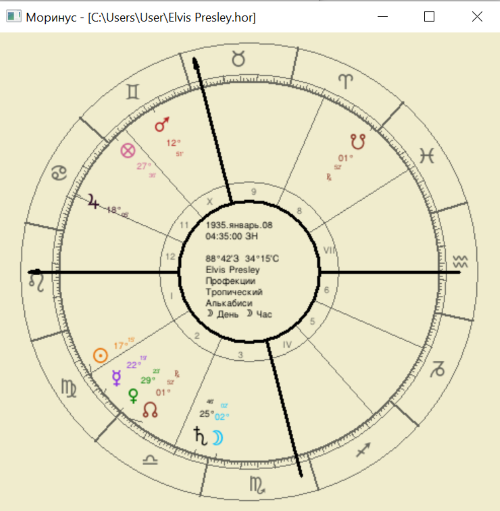 Моринус - [C:\Users\User\Elvis Presley.hor]
12°
27°
01°
18°
X
9
8
11
VII
12
6
I
5
IV
3
1935.январь.08
04:35:00 ЗН
88°42'З 34°15'С
Elvis Presley
Профекции
Тропический
Алькабиси
День Час
17°
22°
29°
01°
25°
02°